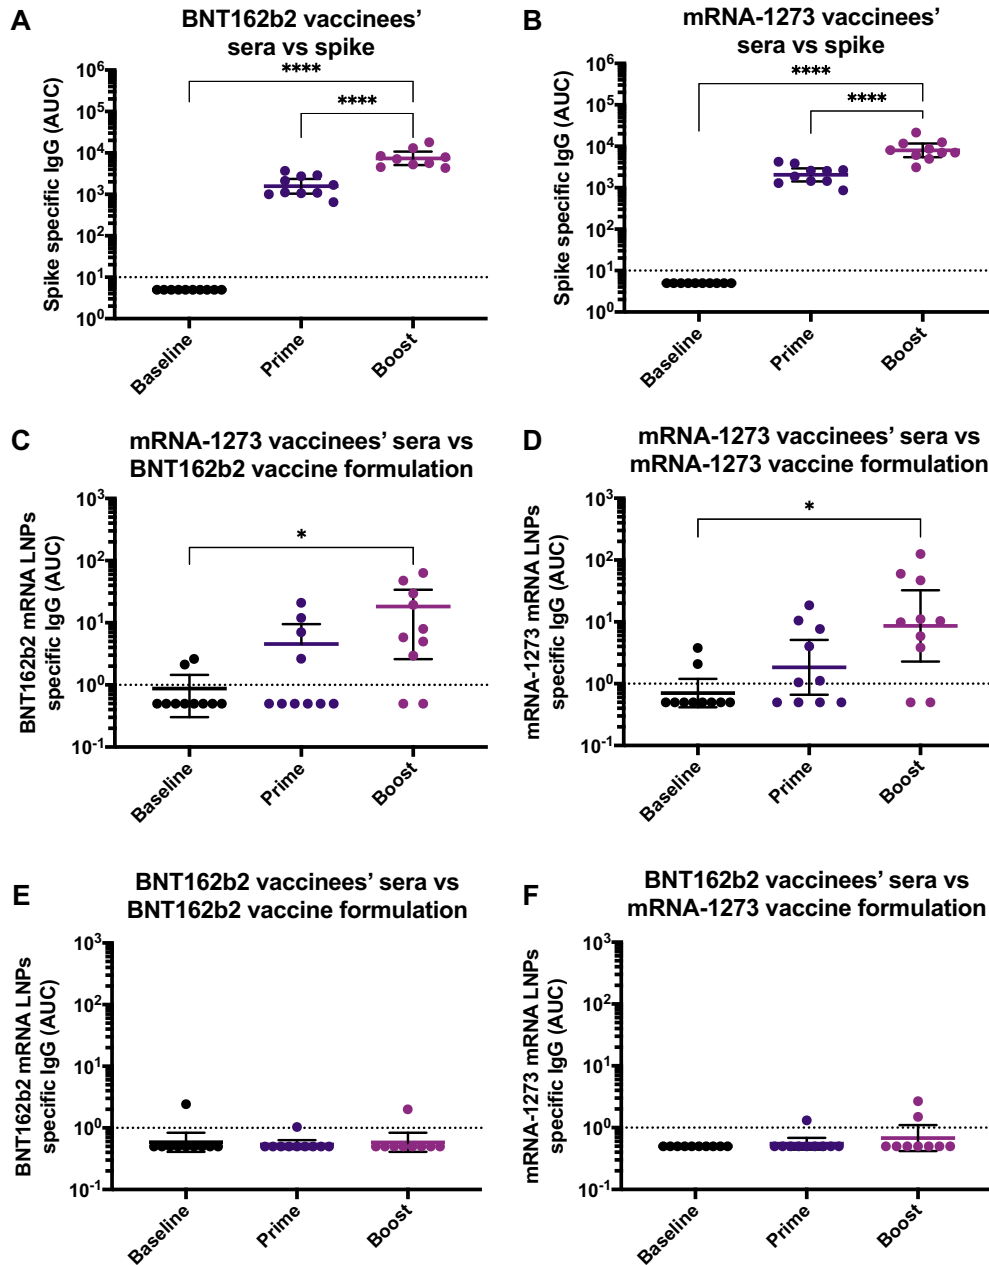 A
BNT162b2 vaccinees'
sera vs spike
Spike specific IgG (AUC)
10⁶
10⁵
10⁴
10³
10²
10¹
10⁰
****
****
Baseline
Prime
Boost
B
mRNA-1273 vaccinees'
sera vs spike
Spike specific IgG (AUC)
10⁶
10⁵
10⁴
10³
10²
10¹
10⁰
****
****
Baseline
Prime
Boost
C
mRNA-1273 vaccinees' sera vs
BNT162b2 vaccine formulation
BNT162b2 mRNA LNPs
specific IgG (AUC)
10³
10²
10¹
10⁰
10⁻¹
*
Baseline
Prime
Boost
D
mRNA-1273 vaccinees' sera vs
mRNA-1273 vaccine formulation
mRNA-1273 mRNA LNPs
specific IgG (AUC)
10³
10²
10¹
10⁰
10⁻¹
*
Baseline
Prime
Boost
E
BNT162b2 vaccinees' sera vs
BNT162b2 vaccine formulation
BNT162b2 mRNA LNPs
specific IgG (AUC)
10³
10²
10¹
10⁰
10⁻¹
Baseline
Prime
Boost
F
BNT162b2 vaccinees' sera vs
mRNA-1273 vaccine formulation
mRNA-1273 mRNA LNPs
specific IgG (AUC)
10³
10²
10¹
10⁰
10⁻¹
Baseline
Prime
Boost